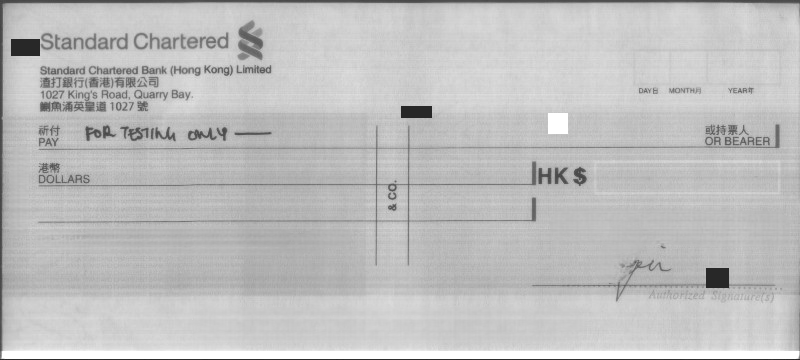 Standard Chartered
Standard Chartered Bank (Hong Kong) Limited
渣打銀行(香港)有限公司
1027 King's Road, Quarry Bay.
鰂魚涌英皇道 1027 號
DAY日 MONTH月 YEAR年
祈付
PAY
FOR TESTING ONLY
或持票人
OR BEARER
港幣
DOLLARS
HK $
& CO.
Authorized Signature(s)